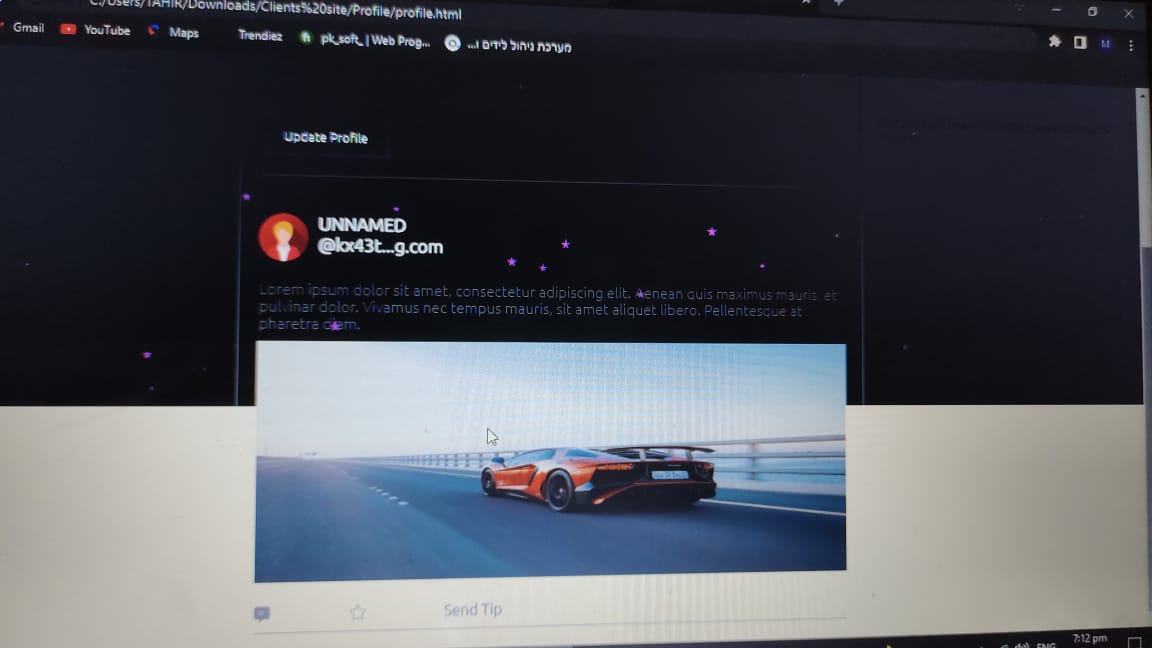 C:/Users/TAHIR/Downloads/Clients%20site/Profile/profile.html
Gmail YouTube Maps Trendiez pk_soft_ | Web Prog... מערכת ניהול לידים ו...
M
Update Profile
UNNAMED
@kx43t...g.com
Lorem ipsum dolor sit amet, consectetur adipiscing elit. Aenean quis maximus mauris, et
pulvinar dolor. Vivamus nec tempus mauris, sit amet aliquet libero. Pellentesque at
pharetra diam.
Send Tip
ENG
7:12 pm